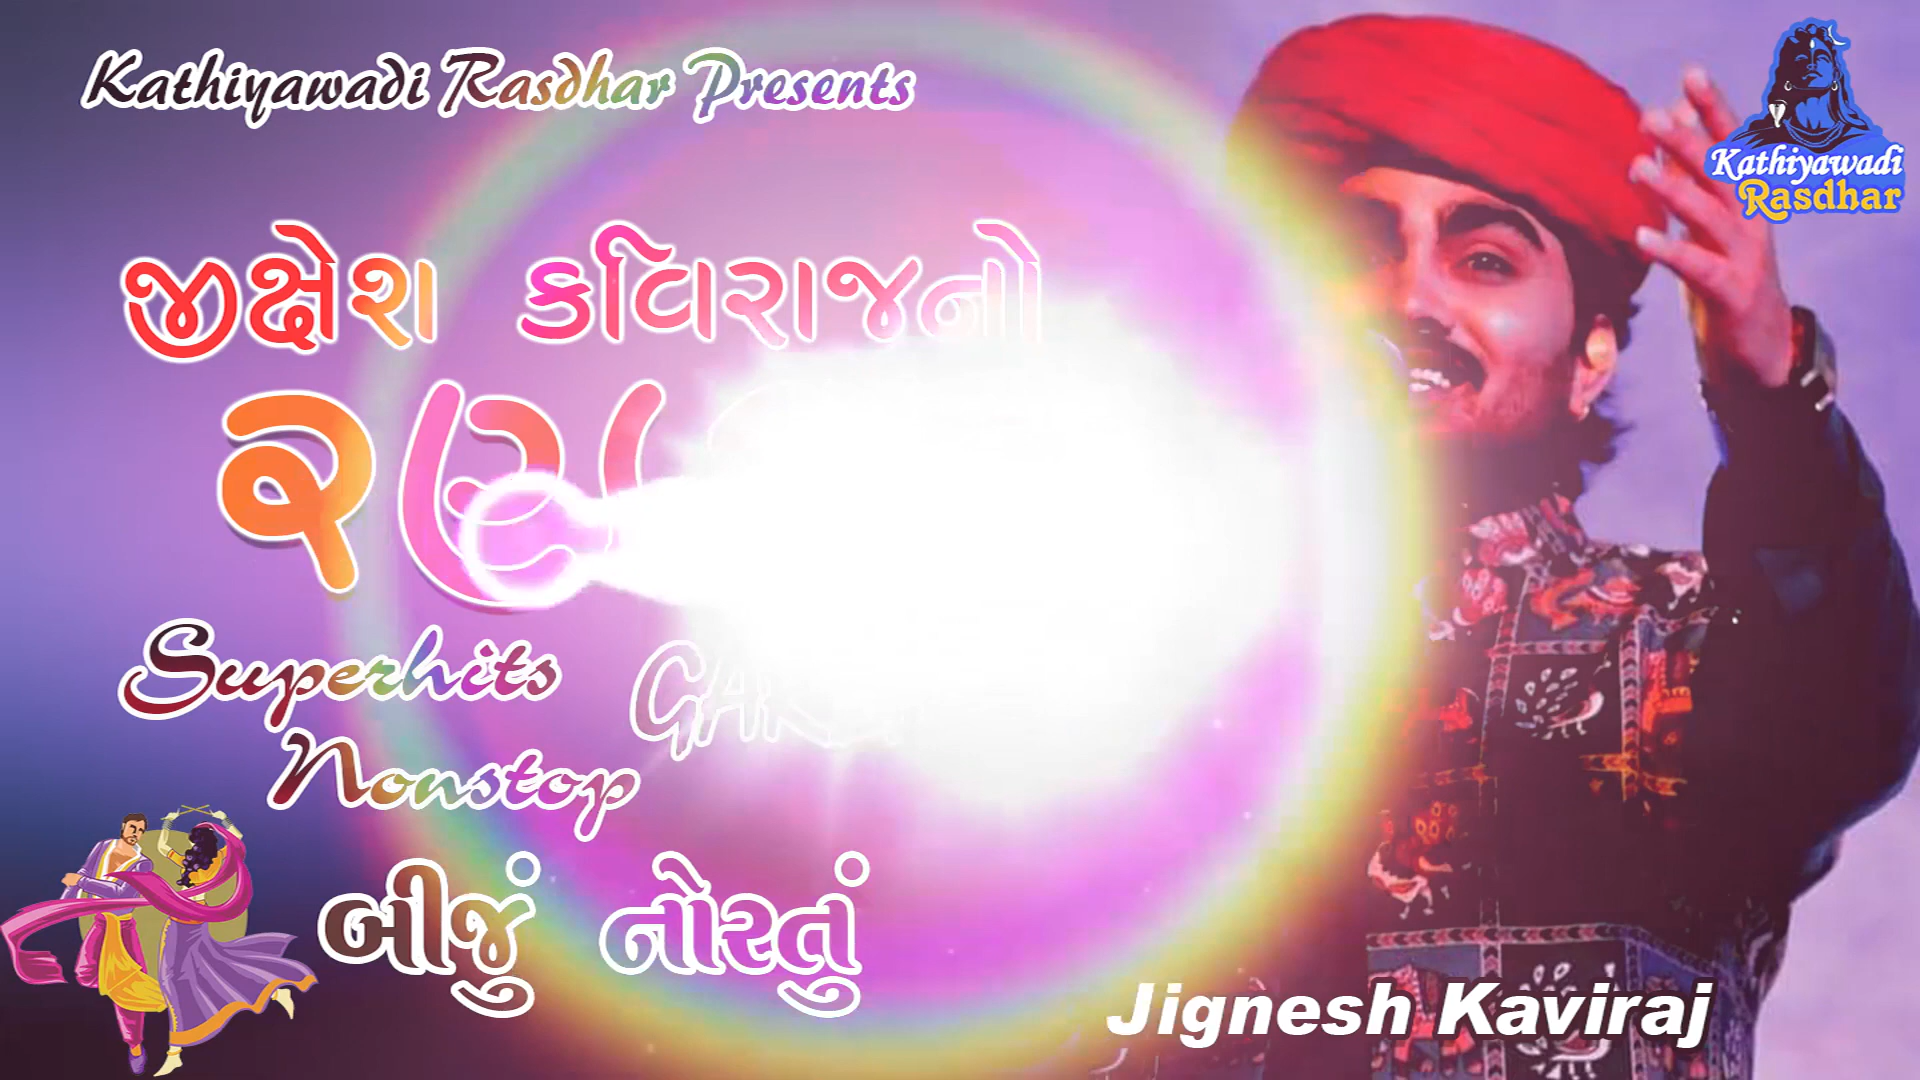 Kathiyawadi Rasdhar Presents
Kathiyawadi
Rasdhar
જીક્ષેશ કવિરાજનો
Superhits
Nonstop
બીજું નોરતું
Jignesh Kaviraj